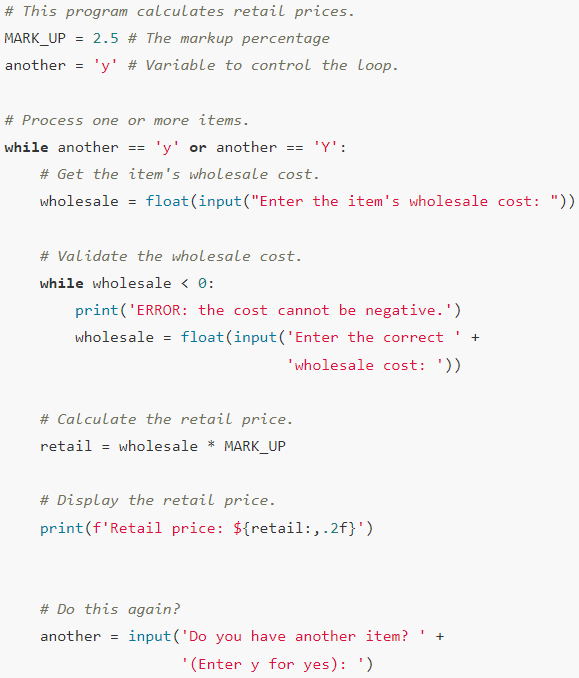 # This program calculates retail prices.
MARK_UP = 2.5 # The markup percentage
another = 'y' # Variable to control the loop.
# Process one or more items.
while another == 'y' or another == 'Y':
    # Get the item's wholesale cost.
    wholesale = float(input("Enter the item's wholesale cost: "))
    # Validate the wholesale cost.
    while wholesale < 0:
        print('ERROR: the cost cannot be negative.')
        wholesale = float(input('Enter the correct ' +
                                'wholesale cost: '))
    # Calculate the retail price.
    retail = wholesale * MARK_UP
    # Display the retail price.
    print(f'Retail price: ${retail:,.2f}')
    # Do this again?
    another = input('Do you have another item? ' +
                    '(Enter y for yes): ')